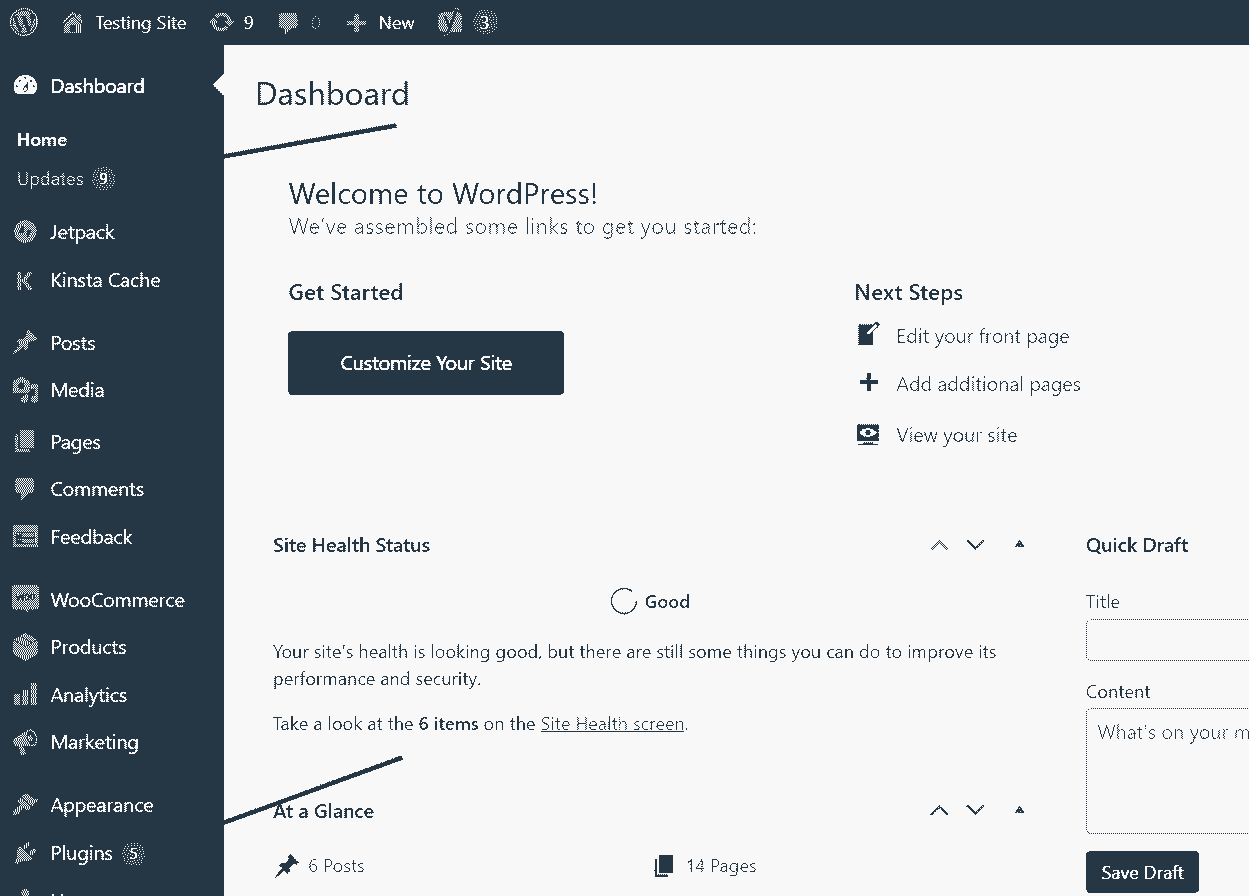 Testing Site 9 0 New 3
Dashboard
Home
Updates 9
Jetpack
Kinsta Cache
Posts
Media
Pages
Comments
Feedback
WooCommerce
Products
Analytics
Marketing
Appearance
Plugins 5
Dashboard
Welcome to WordPress!
We've assembled some links to get you started:
Get Started
Customize Your Site
Next Steps
Edit your front page
Add additional pages
View your site
Site Health Status
Good
Your site's health is looking good, but there are still some things you can do to improve its
performance and security.
Take a look at the 6 items on the Site Health screen.
At a Glance
6 Posts
14 Pages
Quick Draft
Title
Content
What's on your m
Save Draft